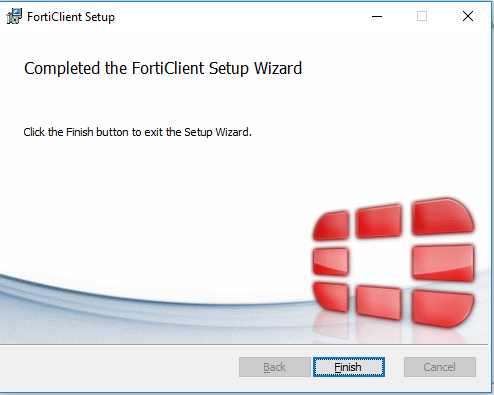 FortiClient Setup
Completed the FortiClient Setup Wizard
Click the Finish button to exit the Setup Wizard.
Back
Finish
Cancel